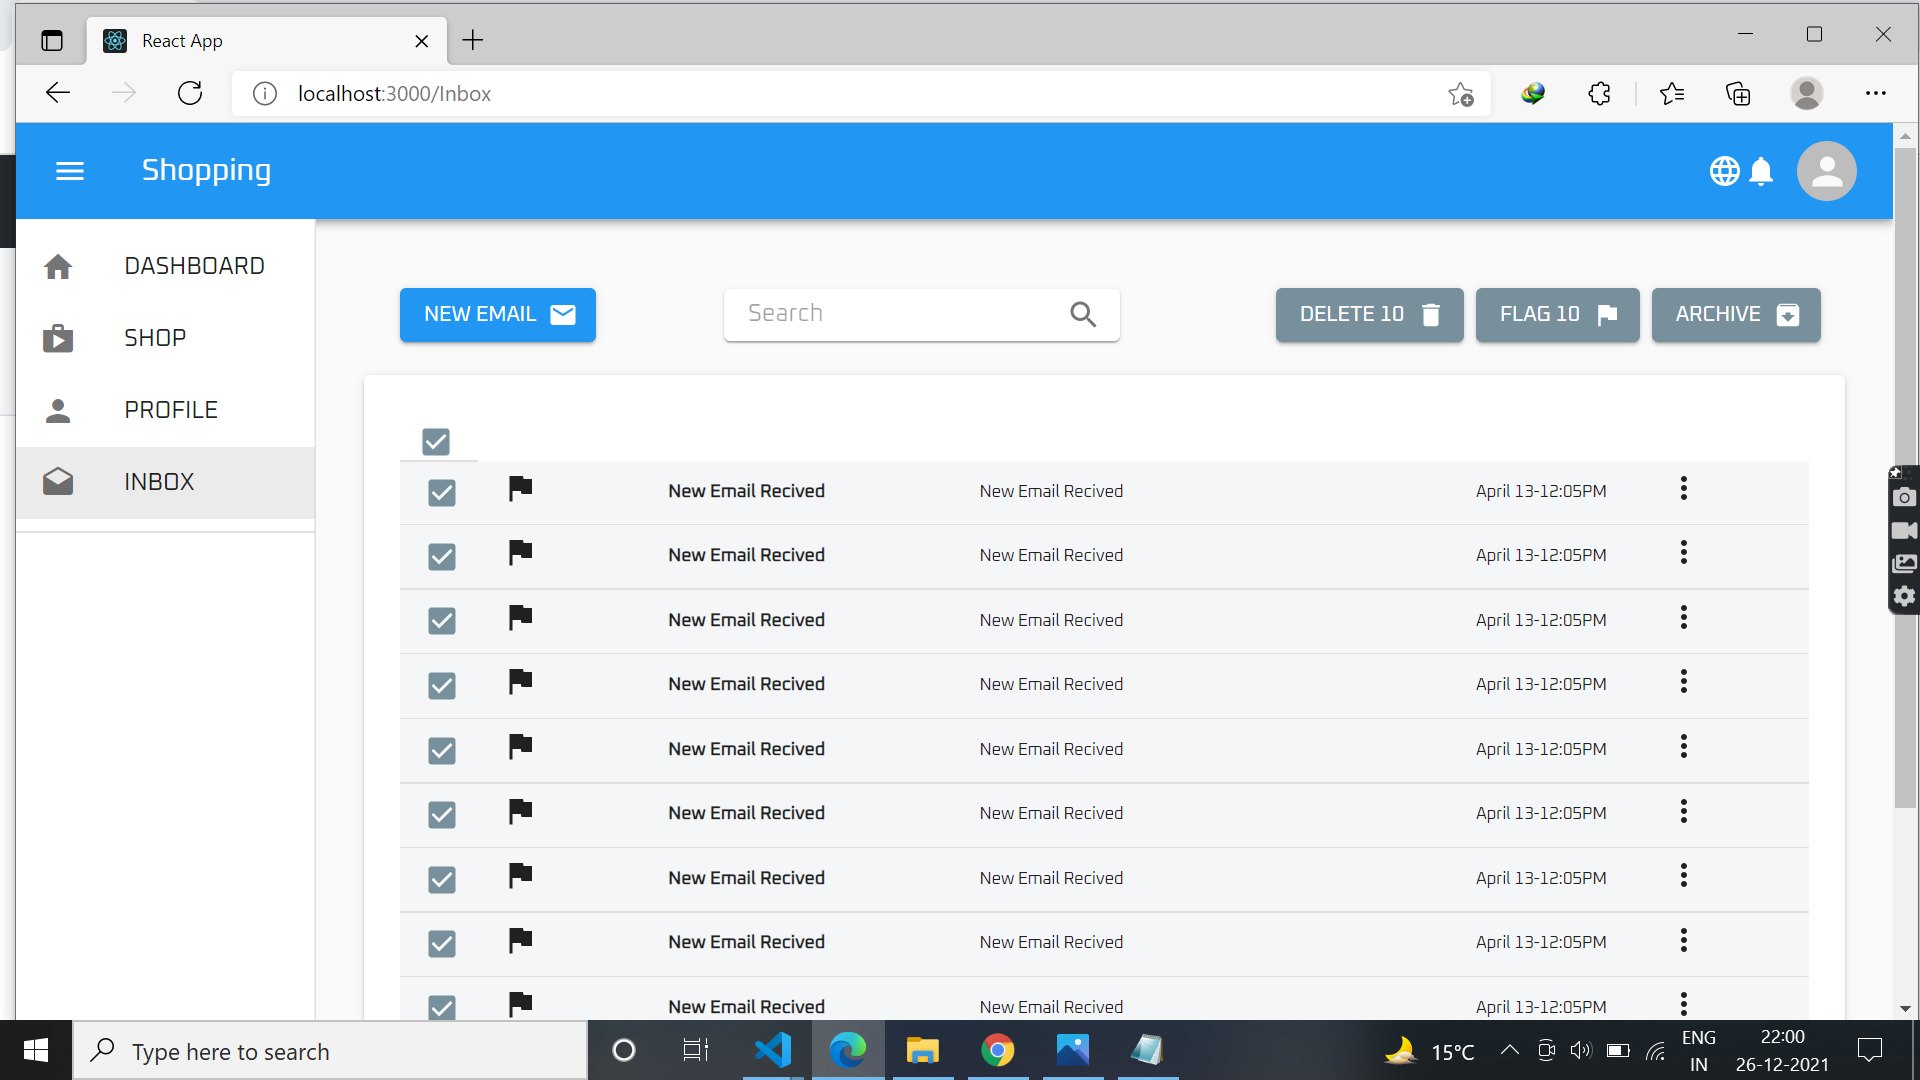 React App
localhost:3000/Inbox
Shopping
DASHBOARD
SHOP
PROFILE
INBOX
NEW EMAIL
Search
DELETE 10
FLAG 10
ARCHIVE
New Email Recived New Email Recived April 13-12:05PM
New Email Recived New Email Recived April 13-12:05PM
New Email Recived New Email Recived April 13-12:05PM
New Email Recived New Email Recived April 13-12:05PM
New Email Recived New Email Recived April 13-12:05PM
New Email Recived New Email Recived April 13-12:05PM
New Email Recived New Email Recived April 13-12:05PM
New Email Recived New Email Recived April 13-12:05PM
New Email Recived New Email Recived April 13-12:05PM
Type here to search
15°C
ENG
IN
22:00
26-12-2021